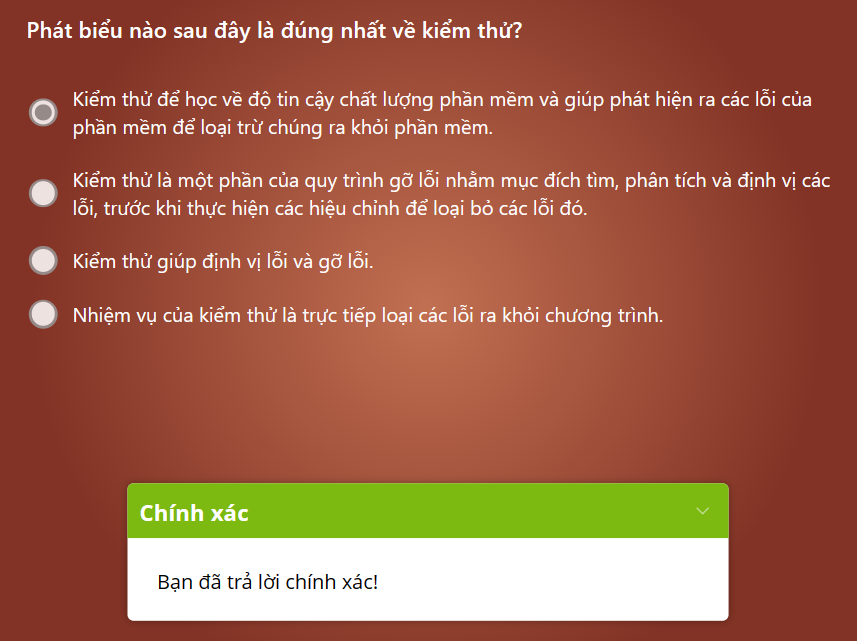 Phát biểu nào sau đây là đúng nhất về kiểm thử?
Kiểm thử để học về độ tin cậy chất lượng phần mềm và giúp phát hiện ra các lỗi của
phần mềm để loại trừ chúng ra khỏi phần mềm.
Kiểm thử là một phần của quy trình gỡ lỗi nhằm mục đích tìm, phân tích và định vị các
lỗi, trước khi thực hiện các hiệu chỉnh để loại bỏ các lỗi đó.
Kiểm thử giúp định vị lỗi và gỡ lỗi.
Nhiệm vụ của kiểm thử là trực tiếp loại các lỗi ra khỏi chương trình.
Chính xác
Bạn đã trả lời chính xác!